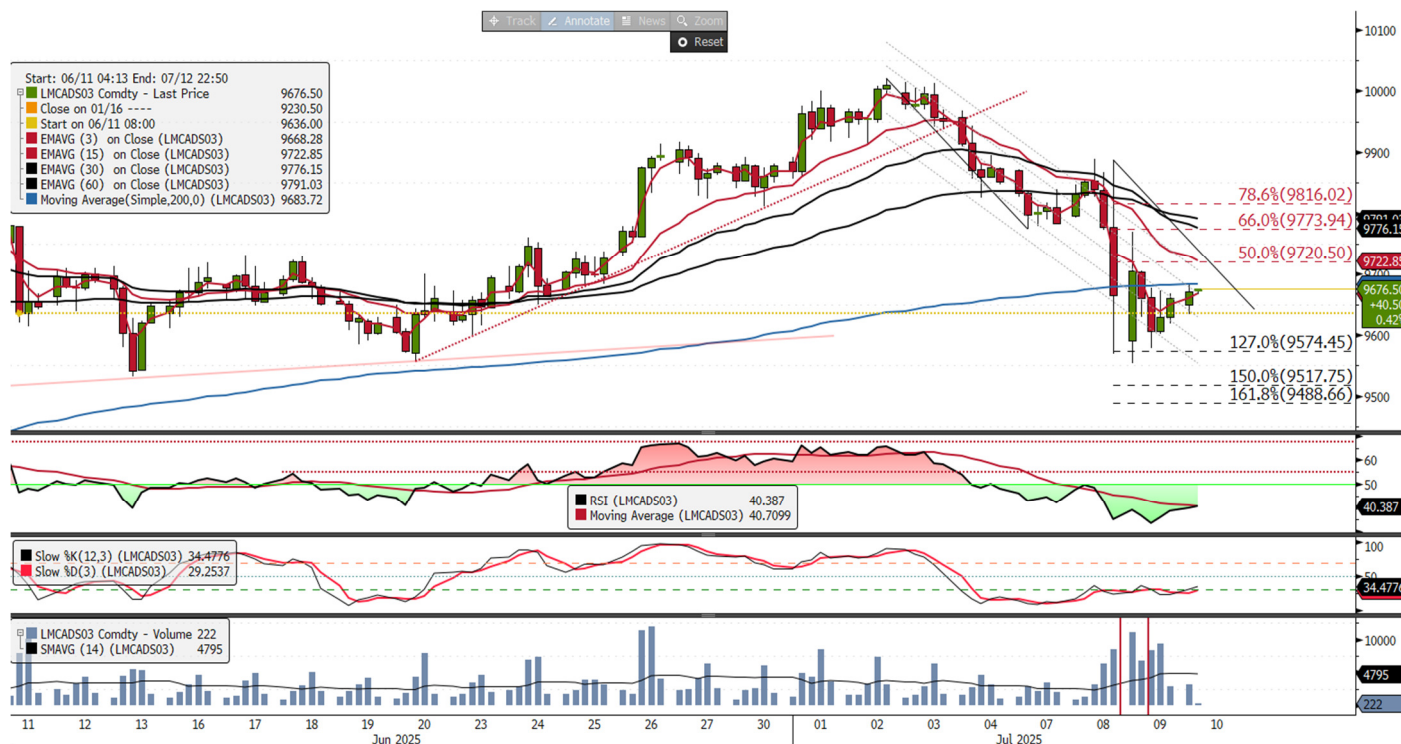 Track Annotate News Zoom
Reset
Start: 06/11 04:13 End: 07/12 22:50
LMCADS03 Comdty - Last Price 9676.50
Close on 01/16 ---- 9230.50
Start on 06/11 08:00 9636.00
EMAVG (3) on Close (LMCADS03) 9668.28
EMAVG (15) on Close (LMCADS03) 9722.85
EMAVG (30) on Close (LMCADS03) 9776.15
EMAVG (60) on Close (LMCADS03) 9791.03
Moving Average(Simple,200,0) (LMCADS03) 9683.72
10100
10000
9900
78.6%(9816.02)
66.0%(9773.94)
9776.15
50.0%(9720.50)
9722.85
9676.50
+40.50
0.42%
9600
127.0%(9574.45)
150.0%(9517.75)
9500
161.8%(9488.66)
60
50
RSI (LMCADS03) 40.387
Moving Average (LMCADS03) 40.7099
40.387
100
Slow %K(12,3) (LMCADS03) 34.4776
Slow %D(3) (LMCADS03) 29.2537
50
34.4776
LMCADS03 Comdty - Volume 222
SMAVG (14) (LMCADS03) 4795
10000
4795
222
11 12 13 16 17 18 19 20 23 24 25 26 27 30 01 02 03 04 07 08 09 10
Jun 2025 Jul 2025